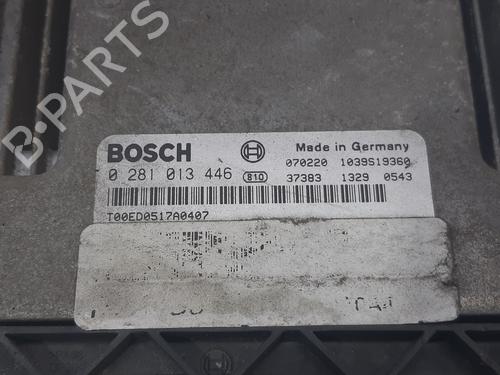 B-PARTS
BOSCH
Made in Germany
0 281 013 446 810
070220 1039S19360
37383 1329 0543
T00ED0517A0407